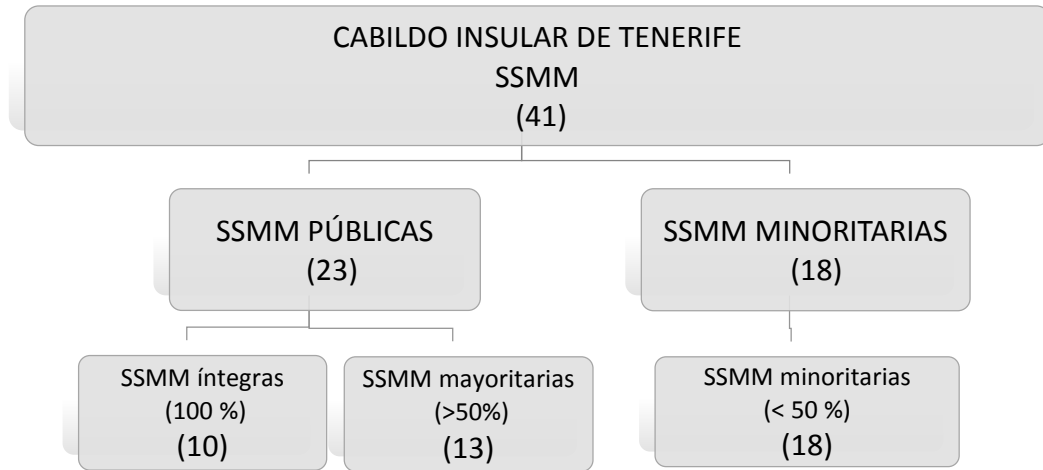 CABILDO INSULAR DE TENERIFE
SSMM
(41)
SSMM PÚBLICAS
(23)
SSMM MINORITARIAS
(18)
SSMM íntegras
(100 %)
(10)
SSMM mayoritarias
(>50%)
(13)
SSMM minoritarias
(< 50 %)
(18)